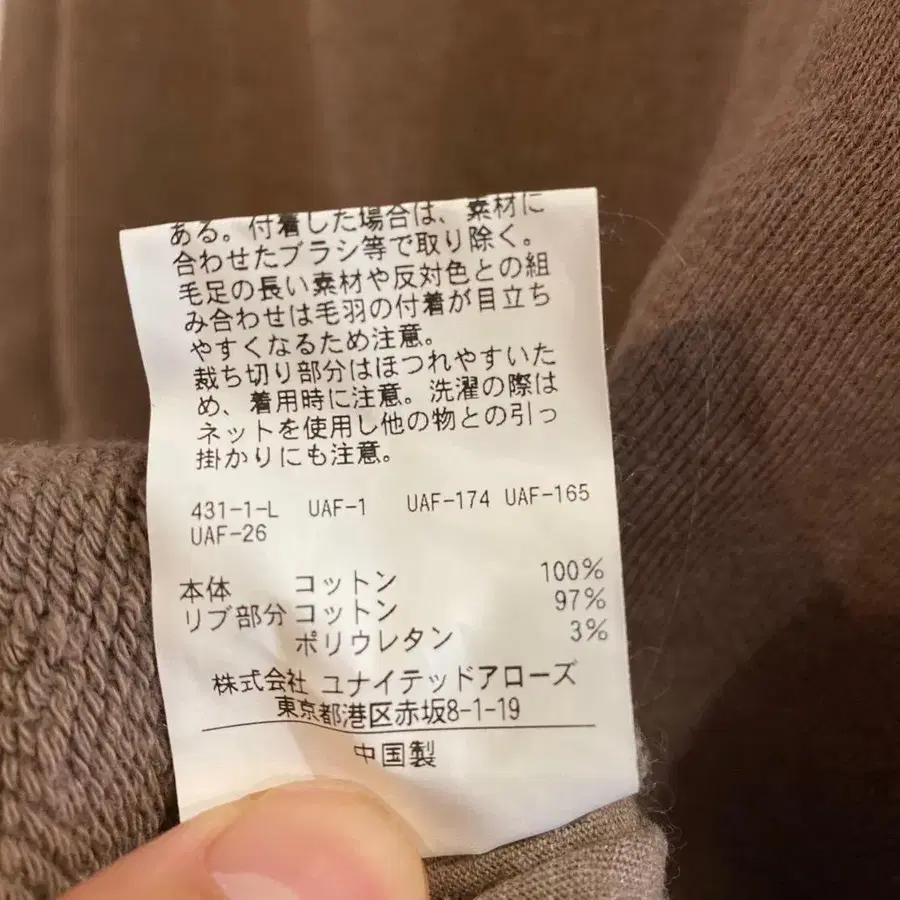 ある。付着した場合は、素材に
合わせたブラシ等で取り除く。
毛足の長い素材や反対色との組
み合わせは毛羽の付着が目立ち
やすくなるため注意。
裁ち切り部分はほつれやすいた
め、着用時に注意。洗濯の際は
ネットを使用し他の物との引っ
掛かりにも注意。
431-1-L UAF-1 UAF-174 UAF-165
UAF-26
本体 コットン 100%
リブ部分 コットン 97%
ポリウレタン 3%
株式会社 ユナイテッドアローズ
東京都港区赤坂8-1-19
中国製